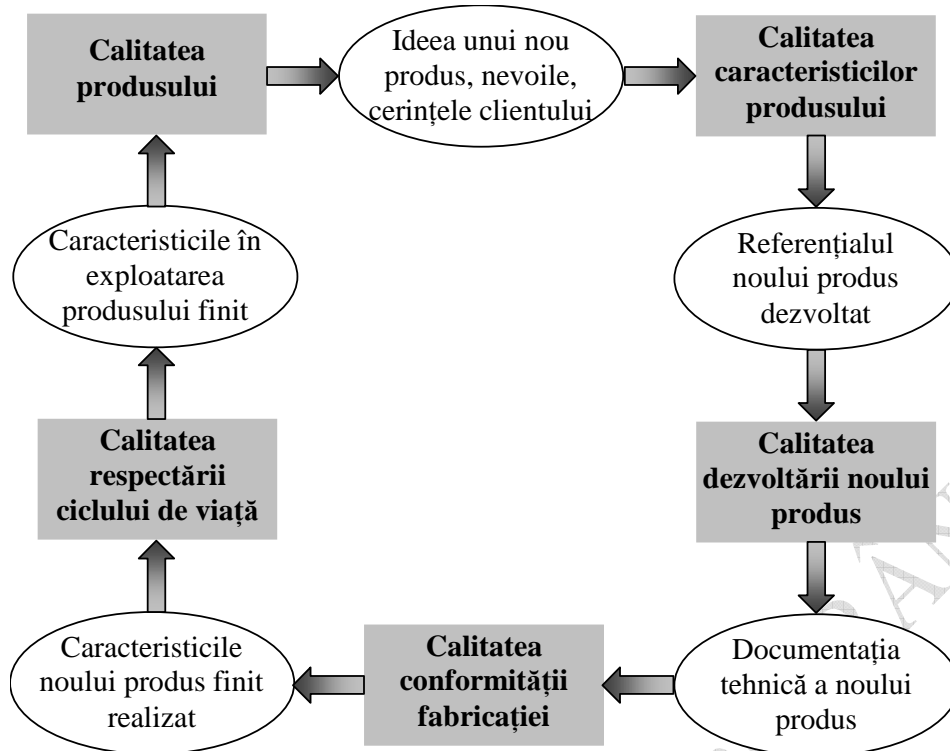 Calitatea
produsului
Ideea unui nou
produs, nevoile,
cerințele clientului
Calitatea
caracteristicilor
produsului
Referențialul
noului produs
dezvoltat
Calitatea
dezvoltării noului
produs
Documentația
tehnică a noului
produs
Calitatea
conformității
fabricației
Caracteristicile
noului produs finit
realizat
Calitatea
respectării
ciclului de viață
Caracteristicile în
exploatarea
produsului finit